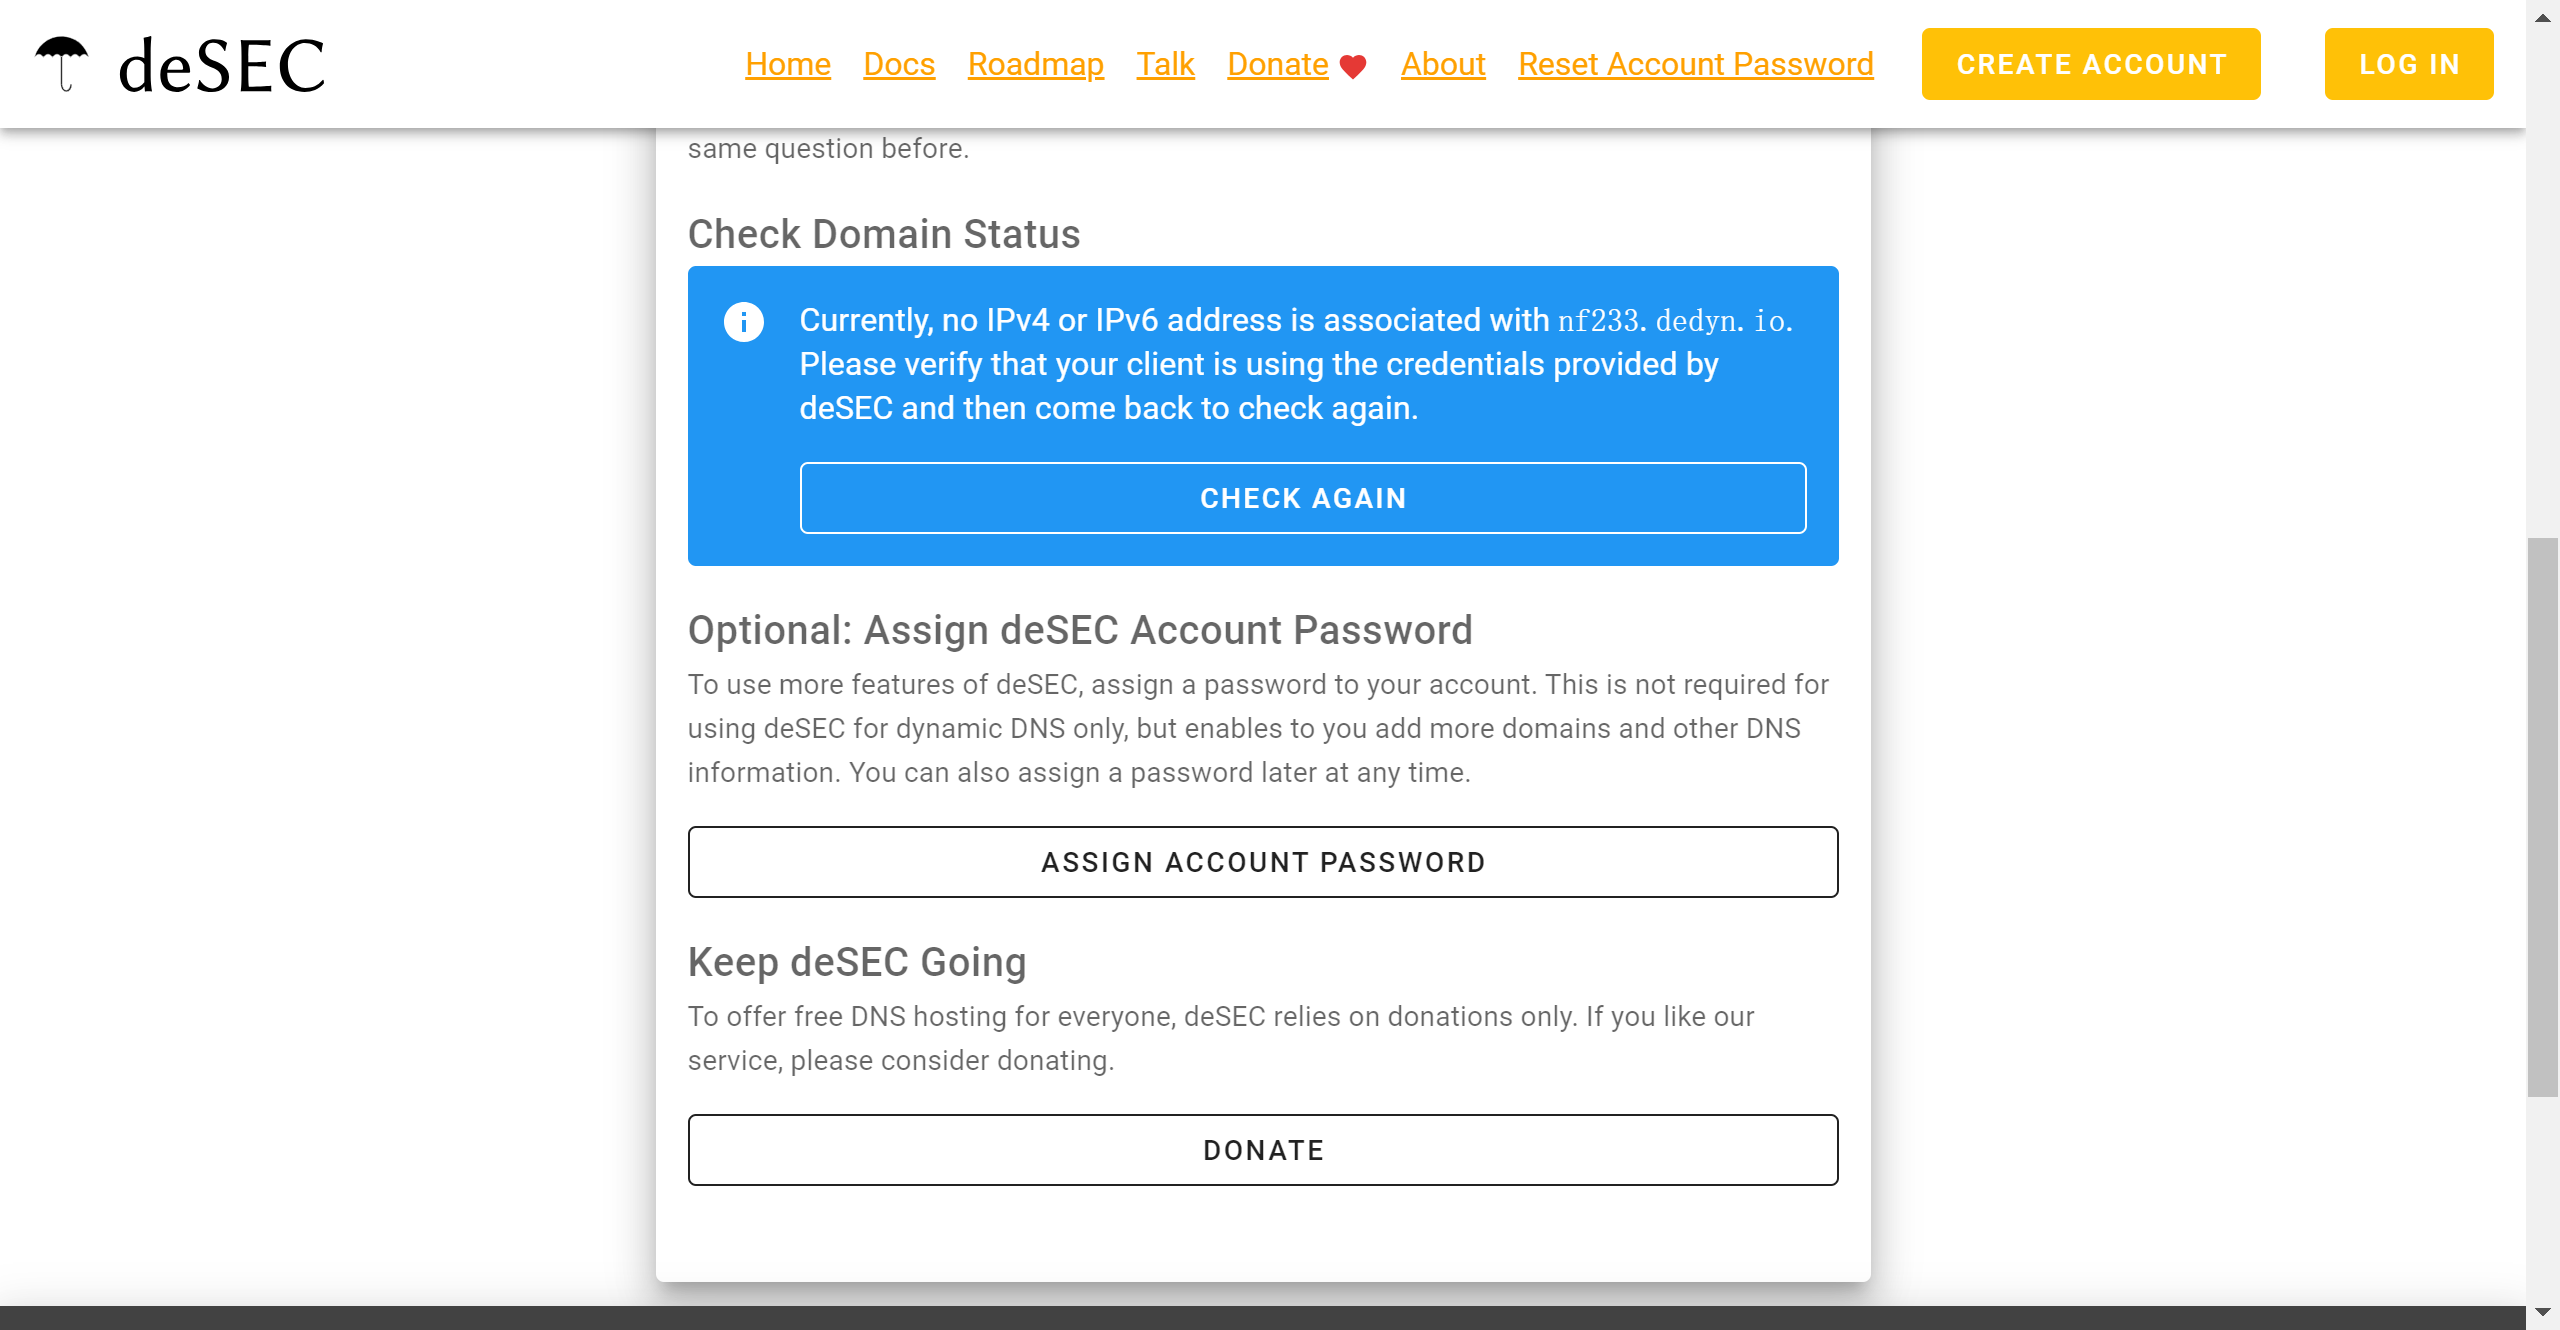 deSEC
Home Docs Roadmap Talk Donate About Reset Account Password CREATE ACCOUNT LOG IN
same question before.
Check Domain Status
Currently, no IPv4 or IPv6 address is associated with nf233.dedyn.io.
Please verify that your client is using the credentials provided by
deSEC and then come back to check again.
CHECK AGAIN
Optional: Assign deSEC Account Password
To use more features of deSEC, assign a password to your account. This is not required for
using deSEC for dynamic DNS only, but enables to you add more domains and other DNS
information. You can also assign a password later at any time.
ASSIGN ACCOUNT PASSWORD
Keep deSEC Going
To offer free DNS hosting for everyone, deSEC relies on donations only. If you like our
service, please consider donating.
DONATE